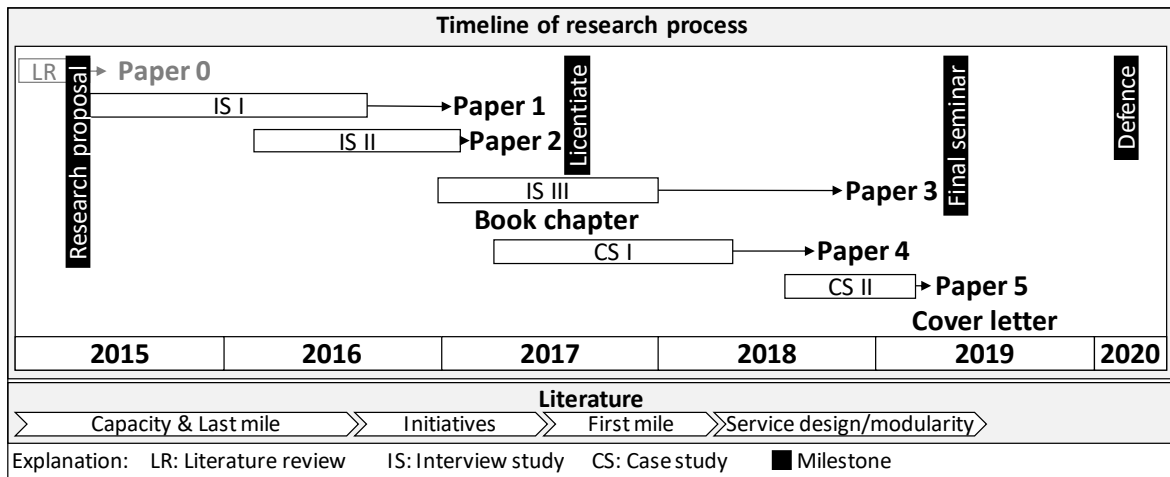 Timeline of research process
LR
Paper 0
Research proposal
Licentiate
Final seminar
Defence
IS I
Paper 1
IS II
Paper 2
IS III
Paper 3
Book chapter
CS I
Paper 4
CS II
Paper 5
Cover letter
2015 2016 2017 2018 2019 2020
Literature
Capacity & Last mile Initiatives First mile Service design/modularity
Explanation: LR: Literature review IS: Interview study CS: Case study Milestone